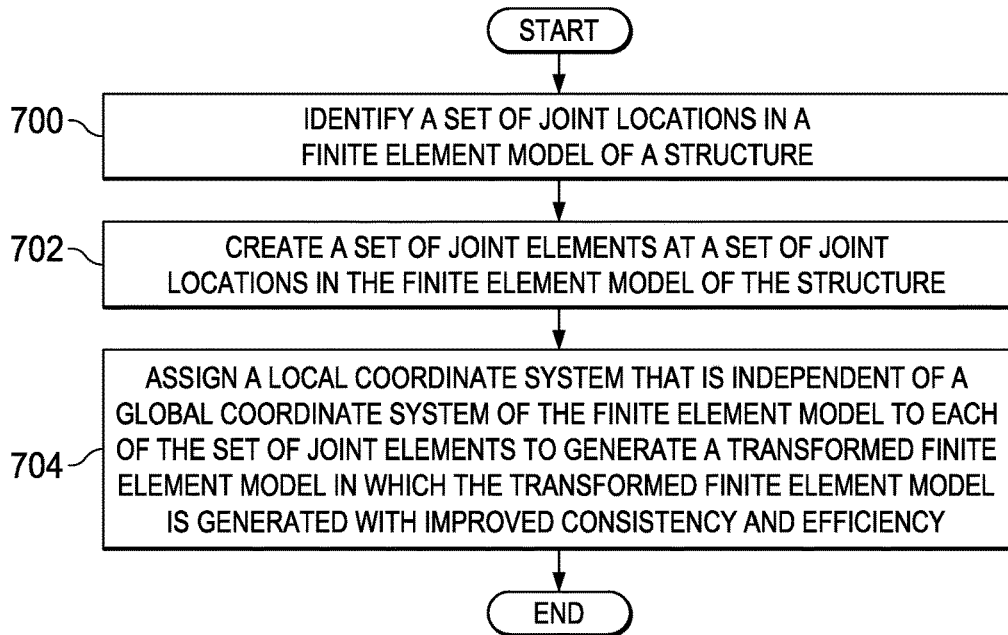 START
700
IDENTIFY A SET OF JOINT LOCATIONS IN A
FINITE ELEMENT MODEL OF A STRUCTURE
702
CREATE A SET OF JOINT ELEMENTS AT A SET OF JOINT
LOCATIONS IN THE FINITE ELEMENT MODEL OF THE STRUCTURE
704
ASSIGN A LOCAL COORDINATE SYSTEM THAT IS INDEPENDENT OF A
GLOBAL COORDINATE SYSTEM OF THE FINITE ELEMENT MODEL TO EACH
OF THE SET OF JOINT ELEMENTS TO GENERATE A TRANSFORMED FINITE
ELEMENT MODEL IN WHICH THE TRANSFORMED FINITE ELEMENT MODEL
IS GENERATED WITH IMPROVED CONSISTENCY AND EFFICIENCY
END